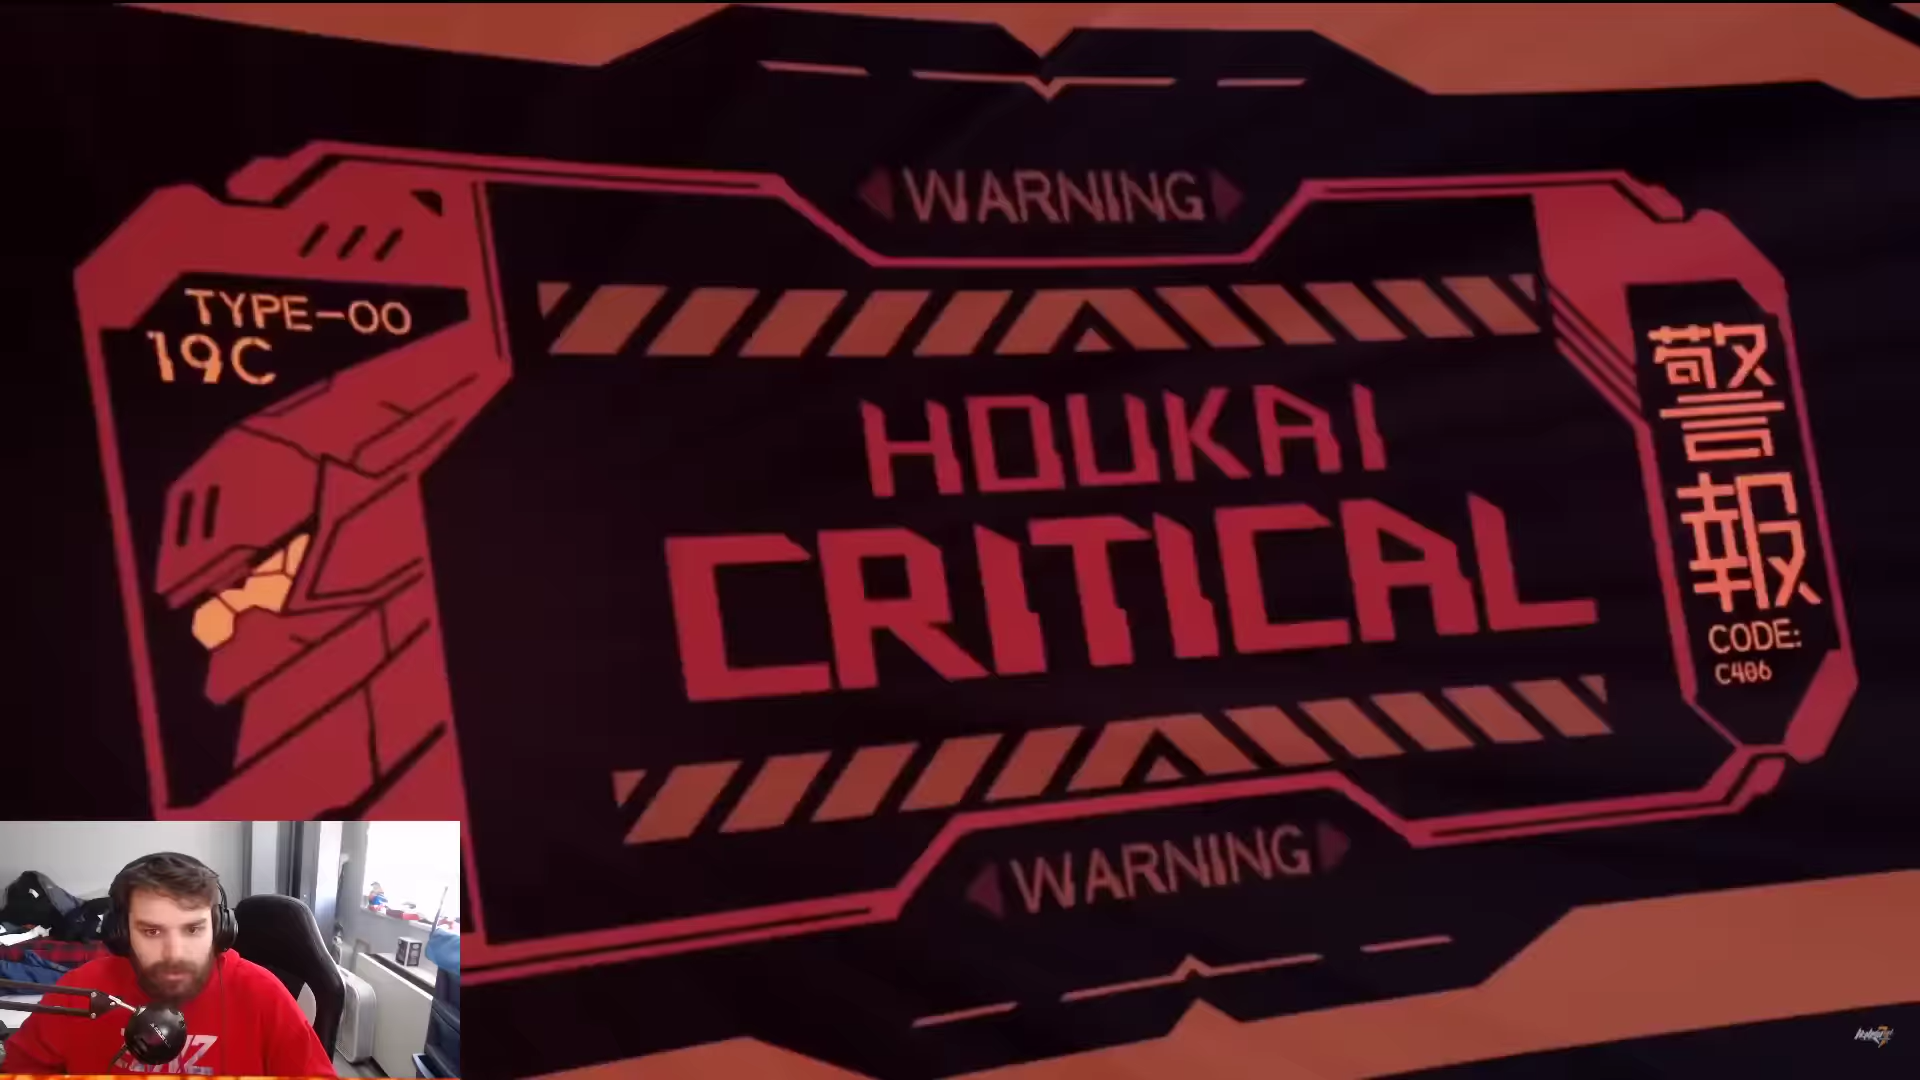 WARNING
TYPE-00
19C
HOUKAI
CRITICAL
警報
CODE:
C406
WARNING